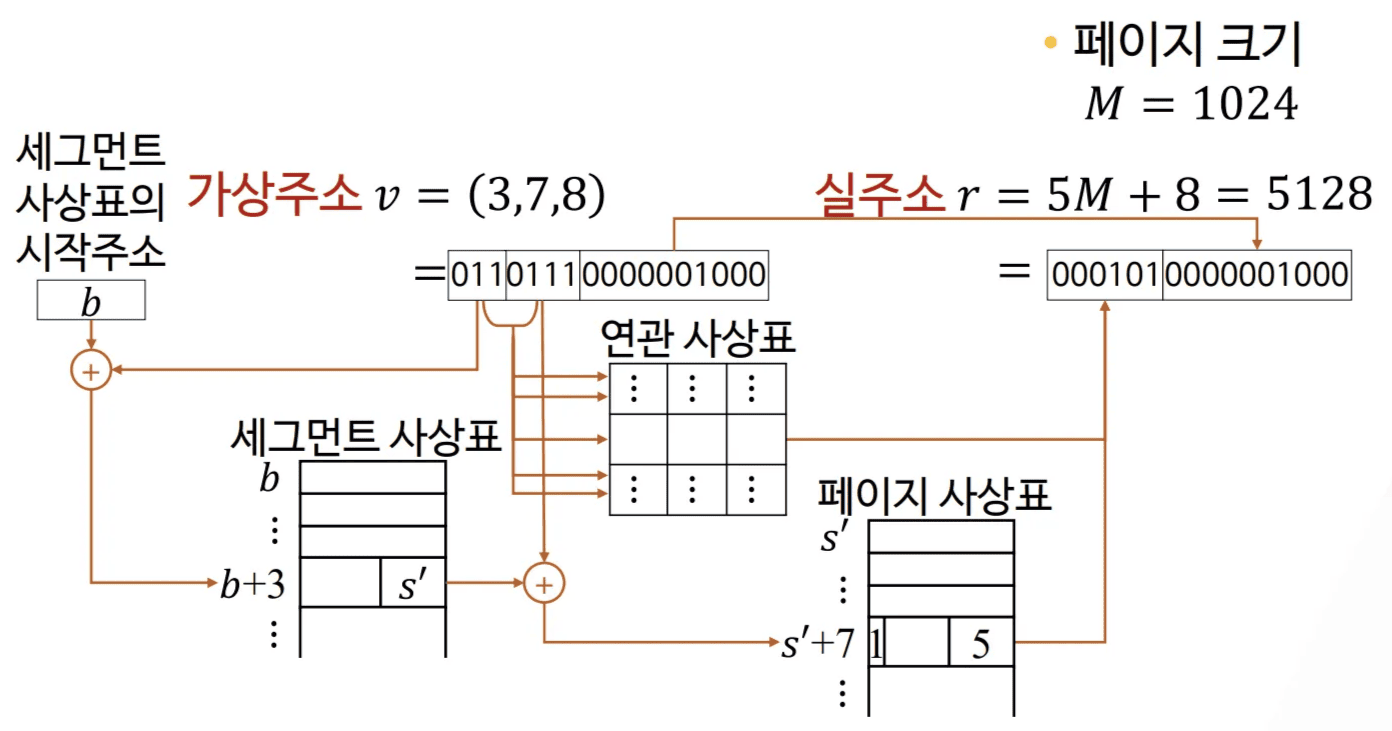 • 페이지 크기
M = 1024
세그먼트
사상표의
시작주소
b
가상주소 v = (3,7,8)
= 011 0111 0000001000
실주소 r = 5M + 8 = 5128
= 000101 0000001000
+
연관 사상표
⋮ ⋮ ⋮
⋮ ⋮ ⋮
세그먼트 사상표
b
⋮
b+3 s′
⋮
+
페이지 사상표
s′
⋮
s′+7 1 5
⋮